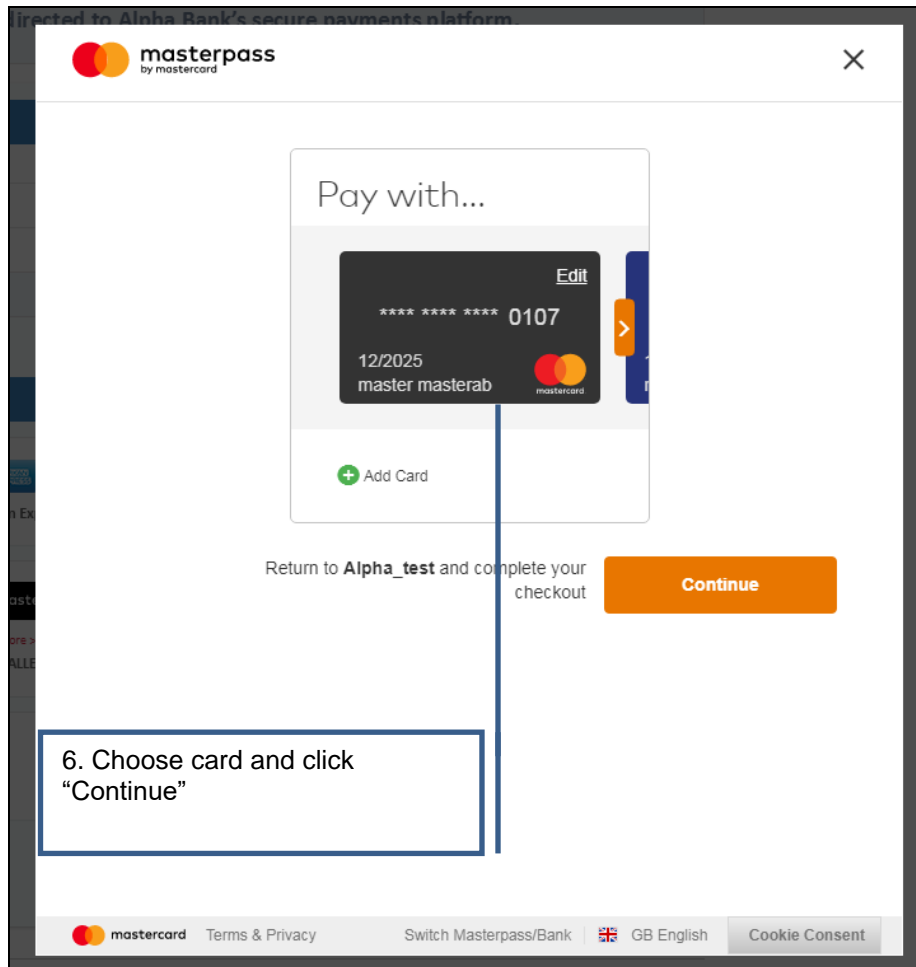 directed to Alpha Bank's secure payments platform.
masterpass
by mastercard
Pay with...
Edit
**** **** **** 0107
12/2025
master masterab
mastercard
Add Card
Return to Alpha_test and complete your
checkout
Continue
6. Choose card and click
“Continue”
mastercard Terms & Privacy Switch Masterpass/Bank GB English Cookie Consent